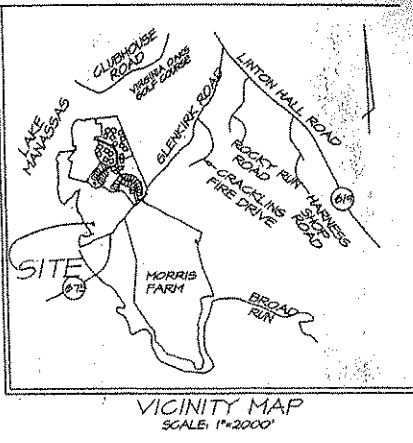 CLUBHOUSE
ROAD
VIRGINIA OAKS
GOLF COURSE
LAKE
MANASSAS
GLENKIRK ROAD
LINTON HALL ROAD
ROCKY RUN
ROAD
CRACKLING
FIRE DRIVE
HARNESS
SHOP
ROAD
619
SITE
MORRIS
FARM
BROAD
RUN
VICINITY MAP
SCALE: 1"=2000'